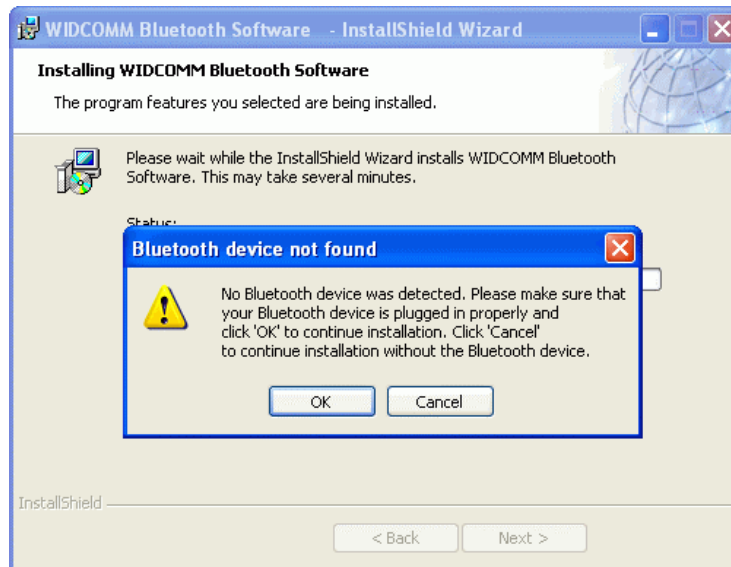 WIDCOMM Bluetooth Software - InstallShield Wizard
Installing WIDCOMM Bluetooth Software
The program features you selected are being installed.
Please wait while the InstallShield Wizard installs WIDCOMM Bluetooth
Software. This may take several minutes.
Status:
Bluetooth device not found
No Bluetooth device was detected. Please make sure that
your Bluetooth device is plugged in properly and
click 'OK' to continue installation. Click 'Cancel'
to continue installation without the Bluetooth device.
OK Cancel
InstallShield
< Back Next >